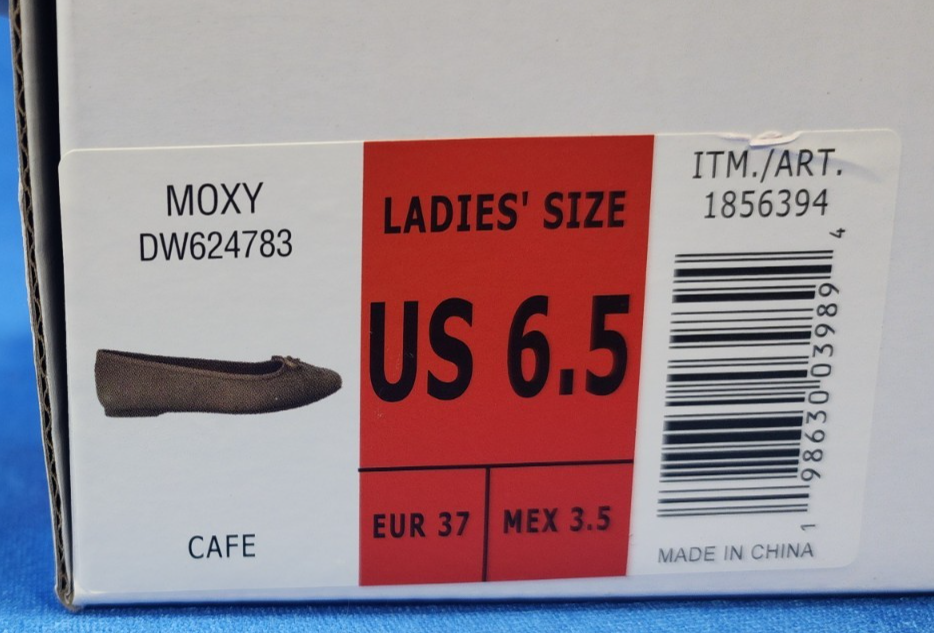 MOXY
DW624783
CAFE
LADIES' SIZE
US 6.5
EUR 37
MEX 3.5
ITM./ART.
1856394
1 98630 03989 4
MADE IN CHINA